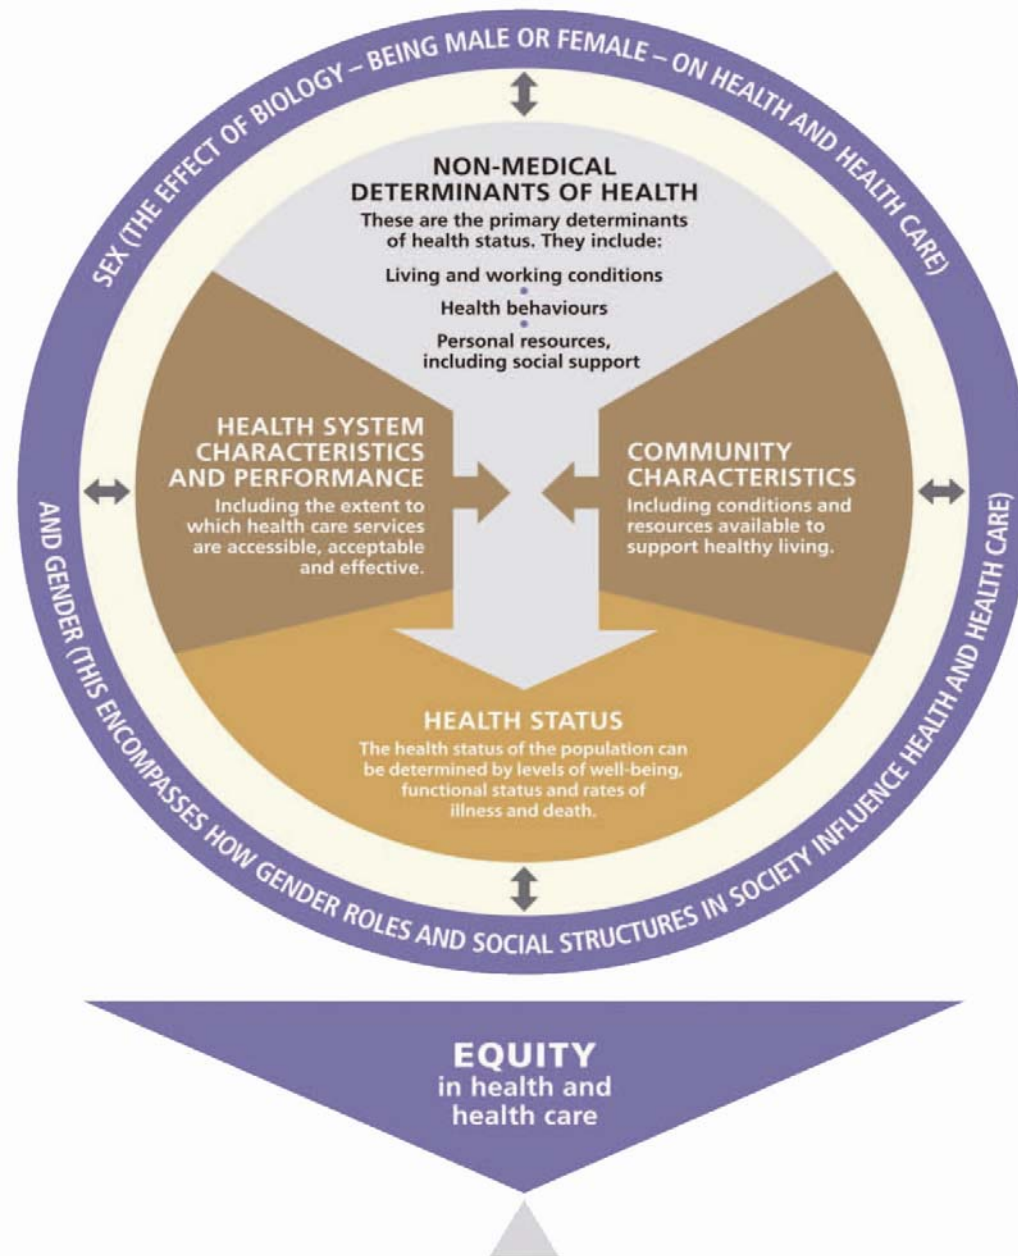 SEX (THE EFFECT OF BIOLOGY – BEING MALE OR FEMALE – ON HEALTH AND HEALTH CARE)
AND GENDER (THIS ENCOMPASSES HOW GENDER ROLES AND SOCIAL STRUCTURES IN SOCIETY INFLUENCE HEALTH AND HEALTH CARE)
NON-MEDICAL
DETERMINANTS OF HEALTH
These are the primary determinants
of health status. They include:
Living and working conditions
•
Health behaviours
•
Personal resources,
including social support
HEALTH SYSTEM
CHARACTERISTICS
AND PERFORMANCE
Including the extent to
which health care services
are accessible, acceptable
and effective.
COMMUNITY
CHARACTERISTICS
Including conditions and
resources available to
support healthy living.
HEALTH STATUS
The health status of the population can
be determined by levels of well-being,
functional status and rates of
illness and death.
EQUITY
in health and
health care